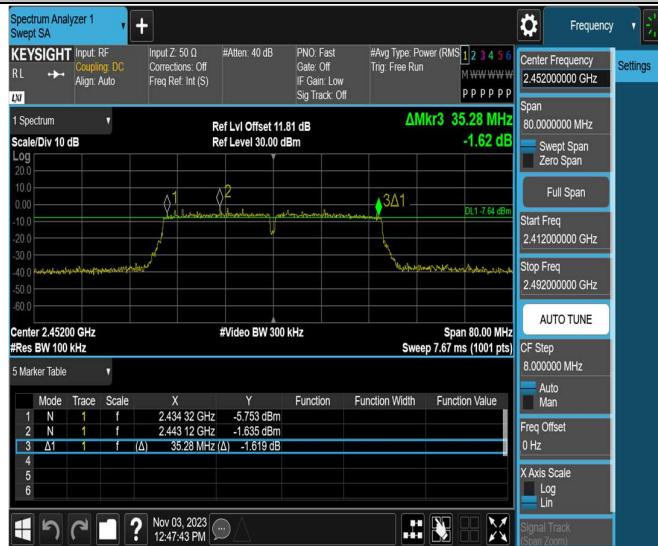 Spectrum Analyzer 1
Swept SA
Frequency
KEYSIGHT
RL
LXI
Input: RF
Coupling: DC
Align: Auto
Input Z: 50 Ω
Corrections: Off
Freq Ref: Int (S)
#Atten: 40 dB
PNO: Fast
Gate: Off
IF Gain: Low
Sig Track: Off
#Avg Type: Power (RMS
Trig: Free Run
1 2 3 4 5 6
M W W W W W
P P P P P P
1 Spectrum
Scale/Div 10 dB
Ref Lvl Offset 11.81 dB
Ref Level 30.00 dBm
ΔMkr3 35.28 MHz
-1.62 dB
Log
20.0
10.0
0.00
-10.0
-20.0
-30.0
-40.0
-50.0
-60.0
1
2
3Δ1
DL1 -7.64 dBm
Center 2.45200 GHz
#Res BW 100 kHz
#Video BW 300 kHz
Span 80.00 MHz
Sweep 7.67 ms (1001 pts)
5 Marker Table
Mode Trace Scale X Y Function Function Width Function Value
1 N 1 f 2.434 32 GHz -5.753 dBm
2 N 1 f 2.443 12 GHz -1.635 dBm
3 Δ1 1 f (Δ) 35.28 MHz (Δ) -1.619 dB
4
5
6
Nov 03, 2023
12:47:43 PM
Center Frequency
2.452000000 GHz
Settings
Span
80.0000000 MHz
Swept Span
Zero Span
Full Span
Start Freq
2.412000000 GHz
Stop Freq
2.492000000 GHz
AUTO TUNE
CF Step
8.000000 MHz
Auto
Man
Freq Offset
0 Hz
X Axis Scale
Log
Lin
Signal Track
(Span Zoom)